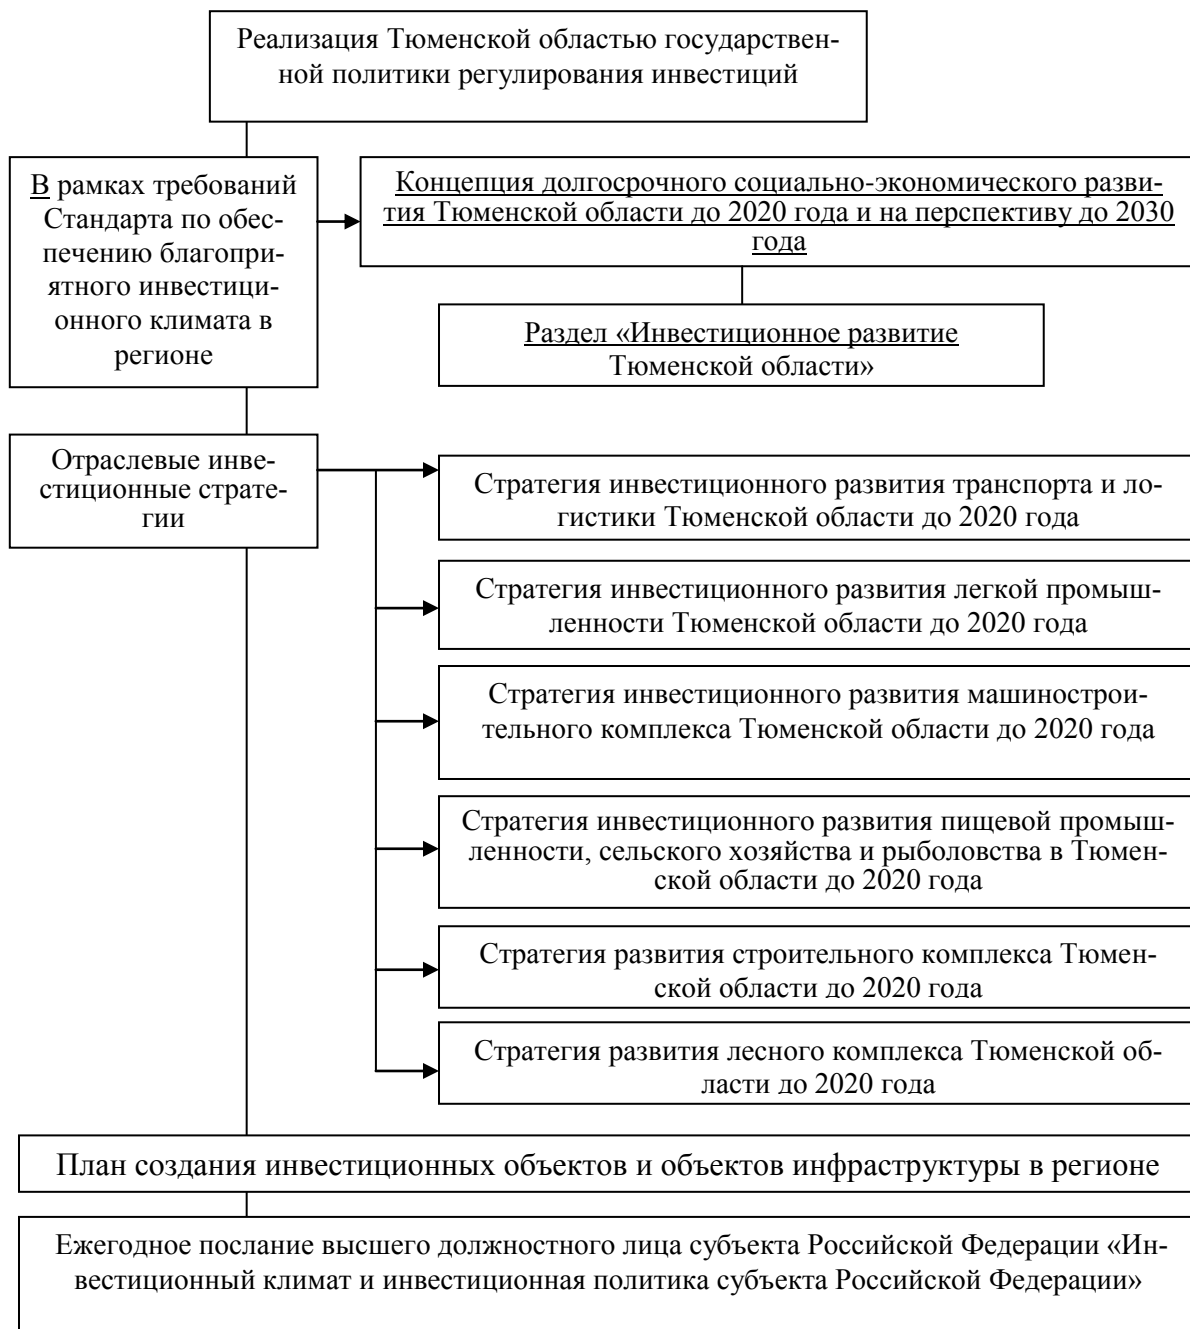 Реализация Тюменской областью государствен-
ной политики регулирования инвестиций
В рамках требований
Стандарта по обес-
печению благопри-
ятного инвестици-
онного климата в
регионе
Концепция долгосрочного социально-экономического разви-
тия Тюменской области до 2020 года и на перспективу до 2030
года
Раздел «Инвестиционное развитие
Тюменской области»
Отраслевые инве-
стиционные страте-
гии
Стратегия инвестиционного развития транспорта и ло-
гистики Тюменской области до 2020 года
Стратегия инвестиционного развития легкой промыш-
ленности Тюменской области до 2020 года
Стратегия инвестиционного развития машинострои-
тельного комплекса Тюменской области до 2020 года
Стратегия инвестиционного развития пищевой промыш-
ленности, сельского хозяйства и рыболовства в Тюмен-
ской области до 2020 года
Стратегия развития строительного комплекса Тюмен-
ской области до 2020 года
Стратегия развития лесного комплекса Тюменской об-
ласти до 2020 года
План создания инвестиционных объектов и объектов инфраструктуры в регионе
Ежегодное послание высшего должностного лица субъекта Российской Федерации «Ин-
вестиционный климат и инвестиционная политика субъекта Российской Федерации»